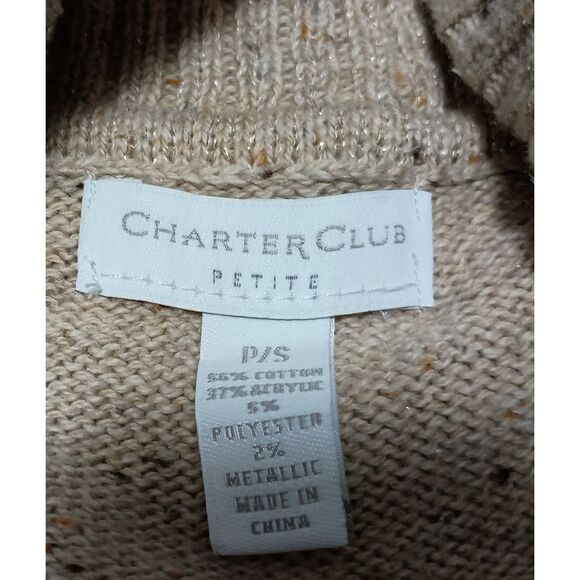 CHARTER CLUB
PETITE
P/S
56% COTTON
37% ACRYLIC
5%
POLYESTER
2%
METALLIC
MADE IN
CHINA